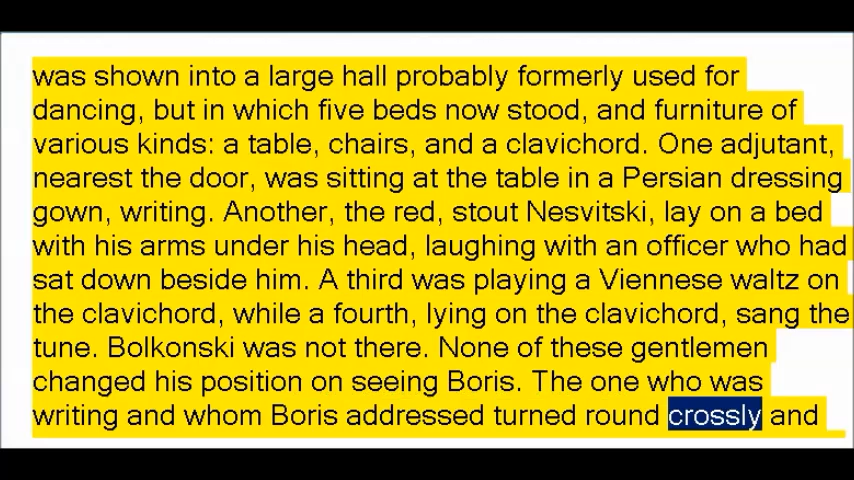 was shown into a large hall probably formerly used for
dancing, but in which five beds now stood, and furniture of
various kinds: a table, chairs, and a clavichord. One adjutant,
nearest the door, was sitting at the table in a Persian dressing
gown, writing. Another, the red, stout Nesvitski, lay on a bed
with his arms under his head, laughing with an officer who had
sat down beside him. A third was playing a Viennese waltz on
the clavichord, while a fourth, lying on the clavichord, sang the
tune. Bolkonski was not there. None of these gentlemen
changed his position on seeing Boris. The one who was
writing and whom Boris addressed turned round crossly and